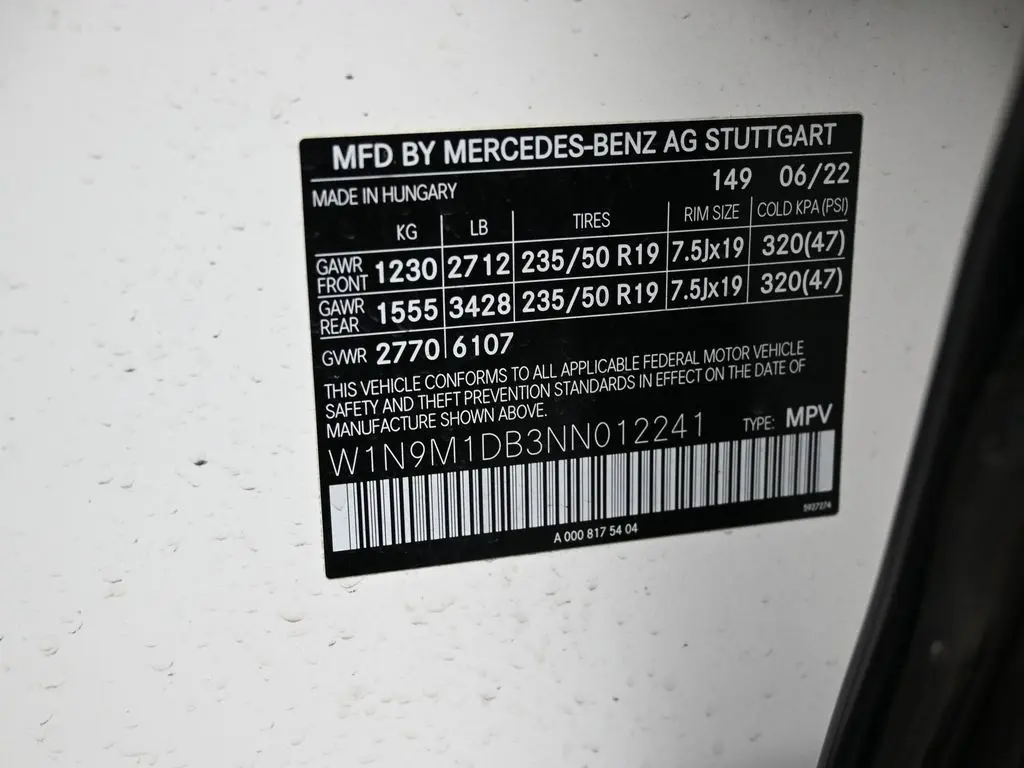 MFD BY MERCEDES-BENZ AG STUTTGART
MADE IN HUNGARY 149 06/22
KG LB TIRES RIM SIZE COLD KPA (PSI)
GAWR FRONT 1230 2712 235/50 R19 7.5Jx19 320(47)
GAWR REAR 1555 3428 235/50 R19 7.5Jx19 320(47)
GVWR 2770 6107
THIS VEHICLE CONFORMS TO ALL APPLICABLE FEDERAL MOTOR VEHICLE
SAFETY AND THEFT PREVENTION STANDARDS IN EFFECT ON THE DATE OF
MANUFACTURE SHOWN ABOVE.
W1N9M1DB3NN012241 TYPE: MPV
5927274
A 000 817 54 04